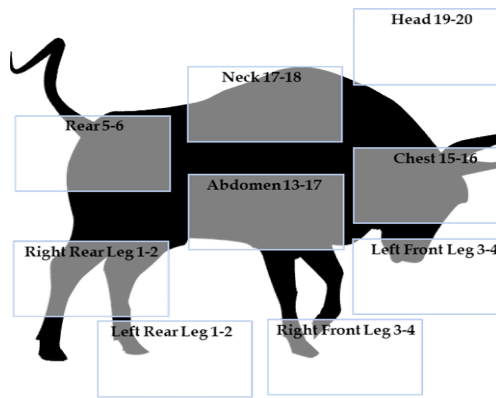 Head 19-20
Neck 17-18
Rear 5-6
Chest 15-16
Abdomen 13-17
Right Rear Leg 1-2
Left Front Leg 3-4
Left Rear Leg 1-2
Right Front Leg 3-4